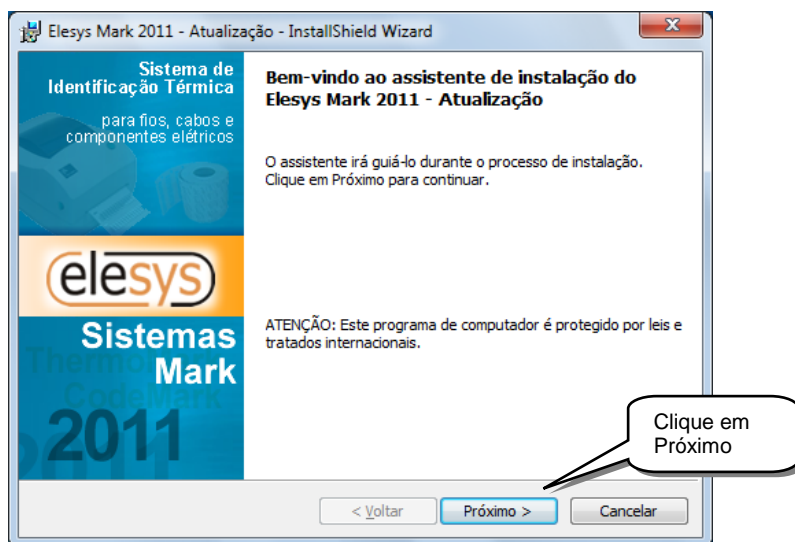 Elesys Mark 2011 - Atualização - InstallShield Wizard
Sistema de
Identificação Térmica
para fios, cabos e
componentes elétricos
elesys
Sistemas
Mark
ThermoMark
CodeMark
2011
2011
Bem-vindo ao assistente de instalação do
Elesys Mark 2011 - Atualização
O assistente irá guiá-lo durante o processo de instalação.
Clique em Próximo para continuar.
ATENÇÃO: Este programa de computador é protegido por leis e
tratados internacionais.
Clique em
Próximo
< Voltar
Próximo >
Cancelar